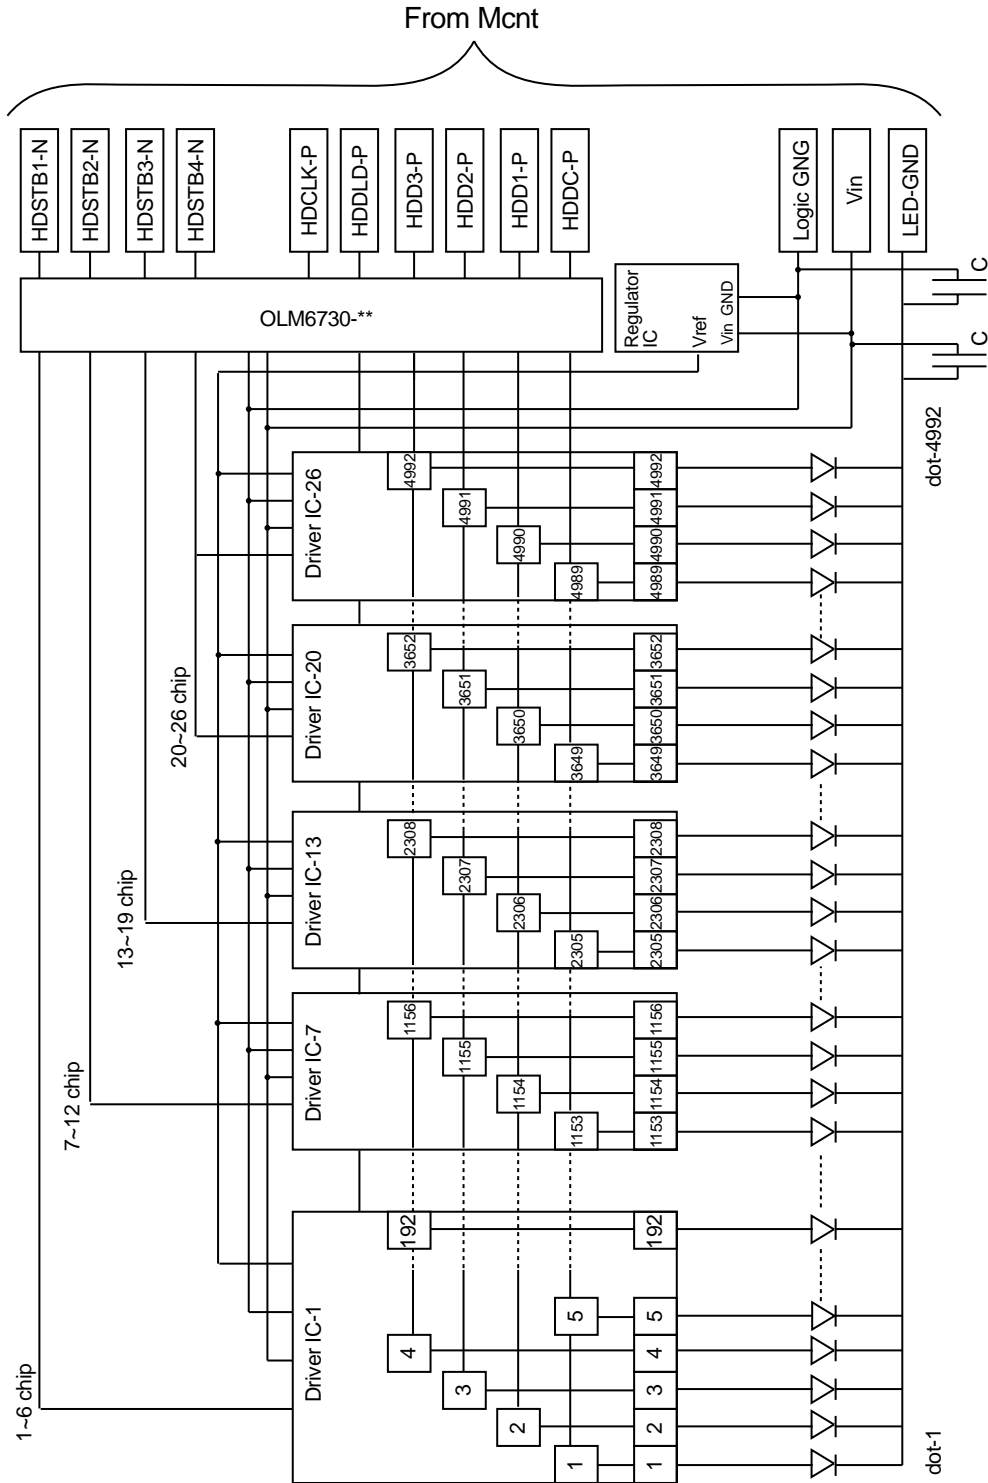 From Mcnt
HDSTB1-N
HDSTB2-N
HDSTB3-N
HDSTB4-N
HDCLK-P
HDDLD-P
HDD3-P
HDD2-P
HDD1-P
HDDC-P
Logic GNG
Vin
LED-GND
OLM6730-**
Regulator
IC
Vref
Vin
GND
C
C
dot-4992
Driver IC-26
4992
4991
4990
4989
4992
4991
4990
4989
20~26 chip
Driver IC-20
3652
3651
3650
3649
3652
3651
3650
3649
13~19 chip
Driver IC-13
2308
2307
2306
2305
2308
2307
2306
2305
7~12 chip
Driver IC-7
1156
1155
1154
1153
1156
1155
1154
1153
1~6 chip
Driver IC-1
192
5
4
3
2
1
192
5
4
3
2
1
dot-1